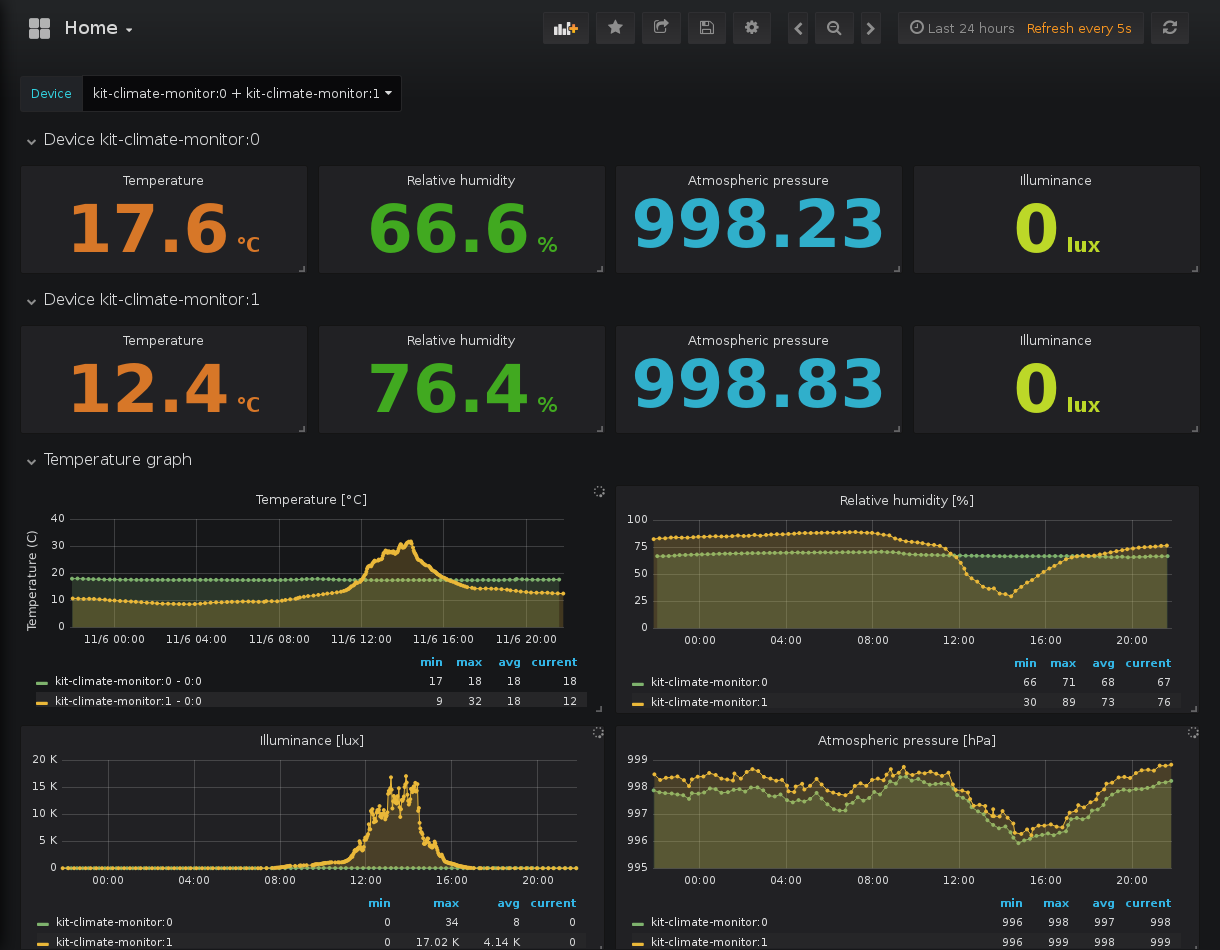 Home
Last 24 hours Refresh every 5s
Device kit-climate-monitor:0 + kit-climate-monitor:1
Device kit-climate-monitor:0
Temperature Relative humidity Atmospheric pressure Illuminance
17.6 °C 66.6 % 998.23 0 lux
Device kit-climate-monitor:1
Temperature Relative humidity Atmospheric pressure Illuminance
12.4 °C 76.4 % 998.83 0 lux
Temperature graph
Temperature [°C]
Temperature (C)
40
30
20
10
0
11/6 00:00 11/6 04:00 11/6 08:00 11/6 12:00 11/6 16:00 11/6 20:00
min max avg current
kit-climate-monitor:0 - 0:0 17 18 18 18
kit-climate-monitor:1 - 0:0 9 32 18 12
Relative humidity [%]
100
75
50
25
0
00:00 04:00 08:00 12:00 16:00 20:00
min max avg current
kit-climate-monitor:0 66 71 68 67
kit-climate-monitor:1 30 89 73 76
Illuminance [lux]
20 K
15 K
10 K
5 K
0
00:00 04:00 08:00 12:00 16:00 20:00
min max avg current
kit-climate-monitor:0 0 34 8 0
kit-climate-monitor:1 0 17.02 K 4.14 K 0
Atmospheric pressure [hPa]
999
998
997
996
995
00:00 04:00 08:00 12:00 16:00 20:00
min max avg current
kit-climate-monitor:0 996 998 997 998
kit-climate-monitor:1 996 999 998 999